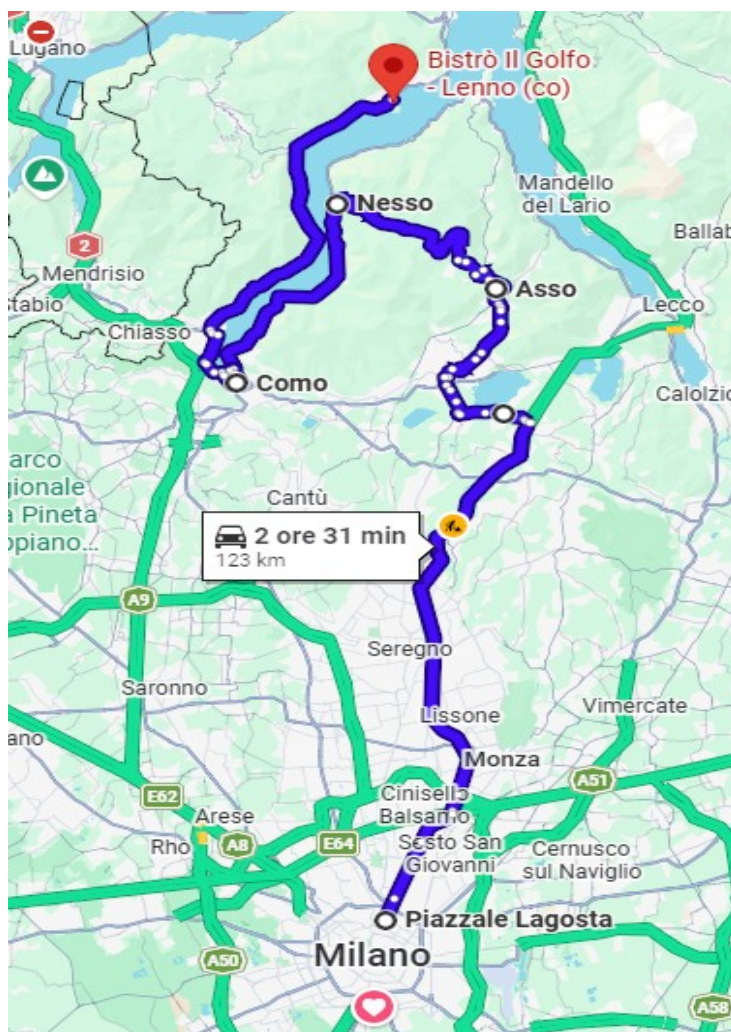 Lugano
Bistrò Il Golfo
- Lenno (co)
Nesso
Mandello
del Lario
Ballab
2
Mendrisio
Stabio
Asso
Chiasso
Lecco
Como
Calolzio
arco
gionale
a Pineta
opiano...
Cantù
2 ore 31 min
123 km
A9
Seregno
Saronno
Lissone
Vimercate
ano
Monza
A51
E62
Cinisello
Balsamo
Arese
Rho
A8
E64
Sesto San
Giovanni
Cernusco
sul Naviglio
Piazzale Lagosta
Milano
A50
A58